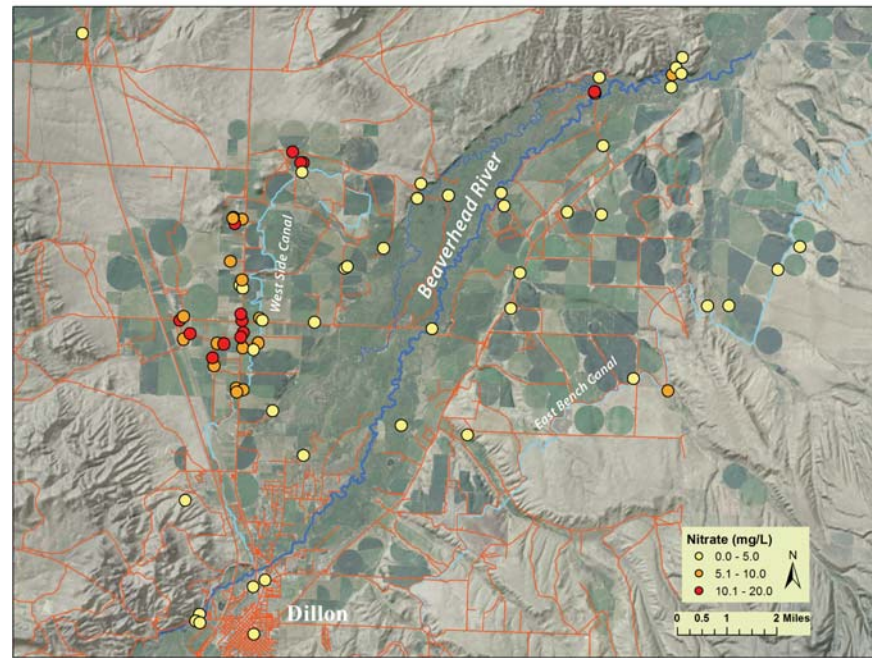 Beaverhead River
West Side Canal
East Bench Canal
Dillon
Nitrate (mg/L)
0.0 - 5.0
5.1 - 10.0
10.1 - 20.0
N
0 0.5 1 2 Miles